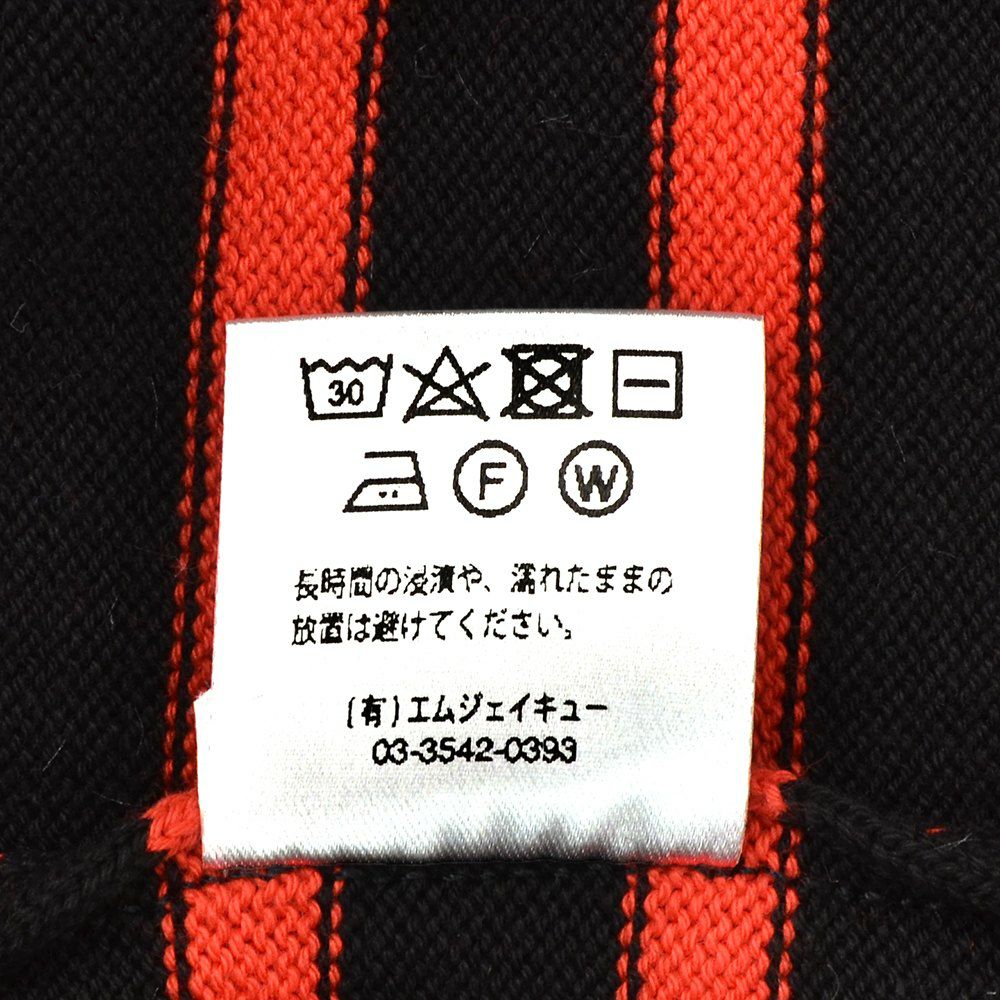 30
F W
長時間の浸漬や、濡れたままの
放置は避けてください。
(有)エムジェイキュー
03-3542-0393